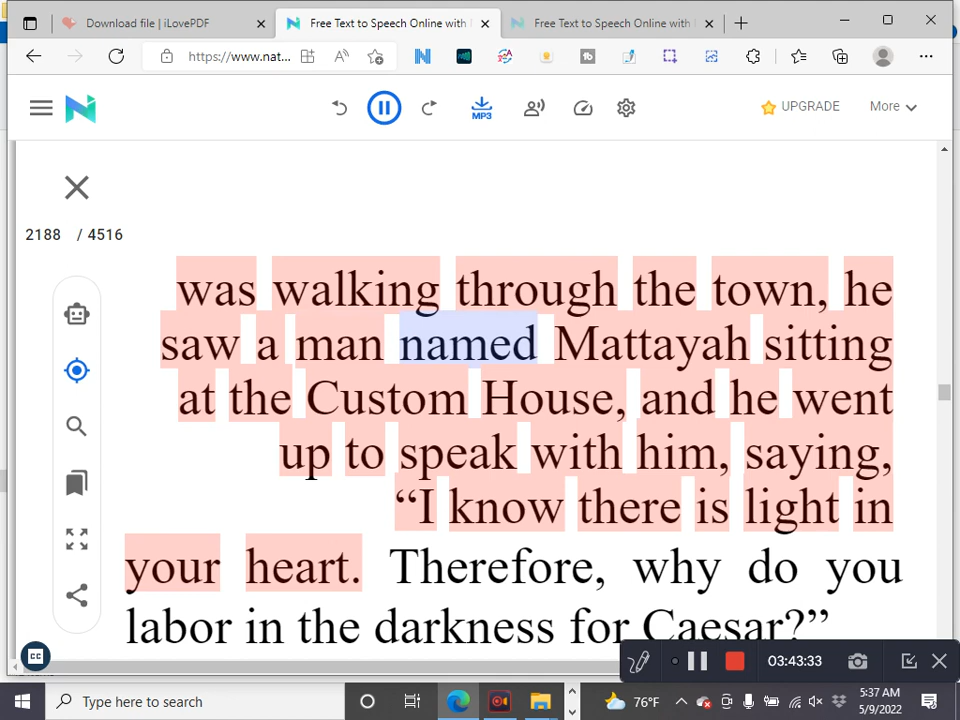 Download file | iLovePDF
Free Text to Speech Online with
Free Text to Speech Online with
https://www.nat...
UPGRADE
More
MP3
2188 / 4516
was walking through the town, he
saw a man named Mattayah sitting
at the Custom House, and he went
up to speak with him, saying,
“I know there is light in
your heart. Therefore, why do you
labor in the darkness for Caesar?”
CC
03:43:33
Type here to search
76°F
5:37 AM
5/9/2022